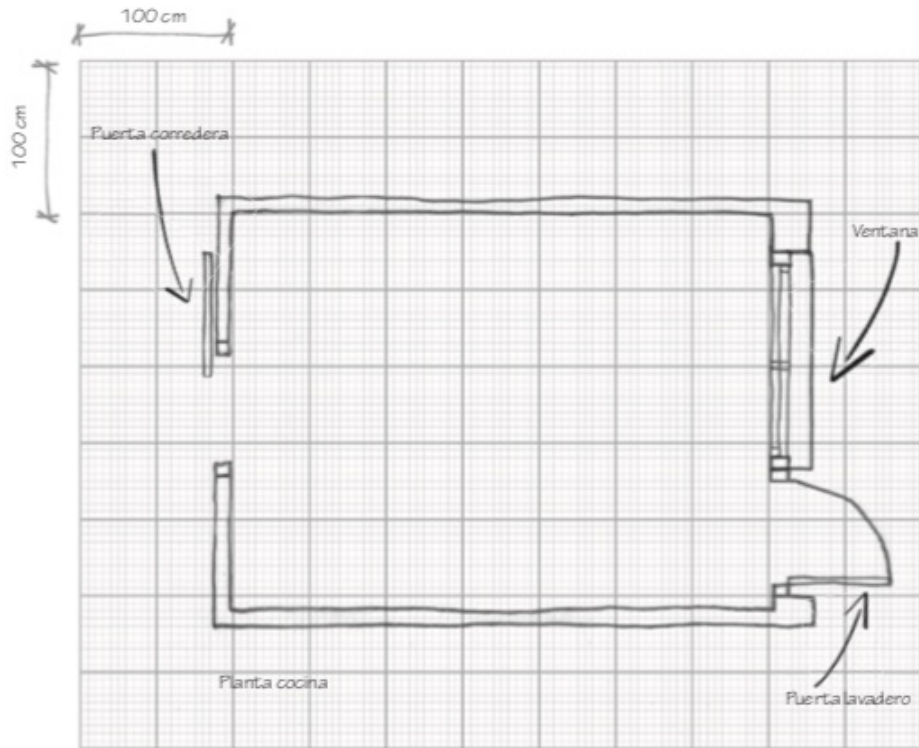 100 cm
100 cm
Puerta corredera
Ventana
Planta cocina
Puerta lavadero